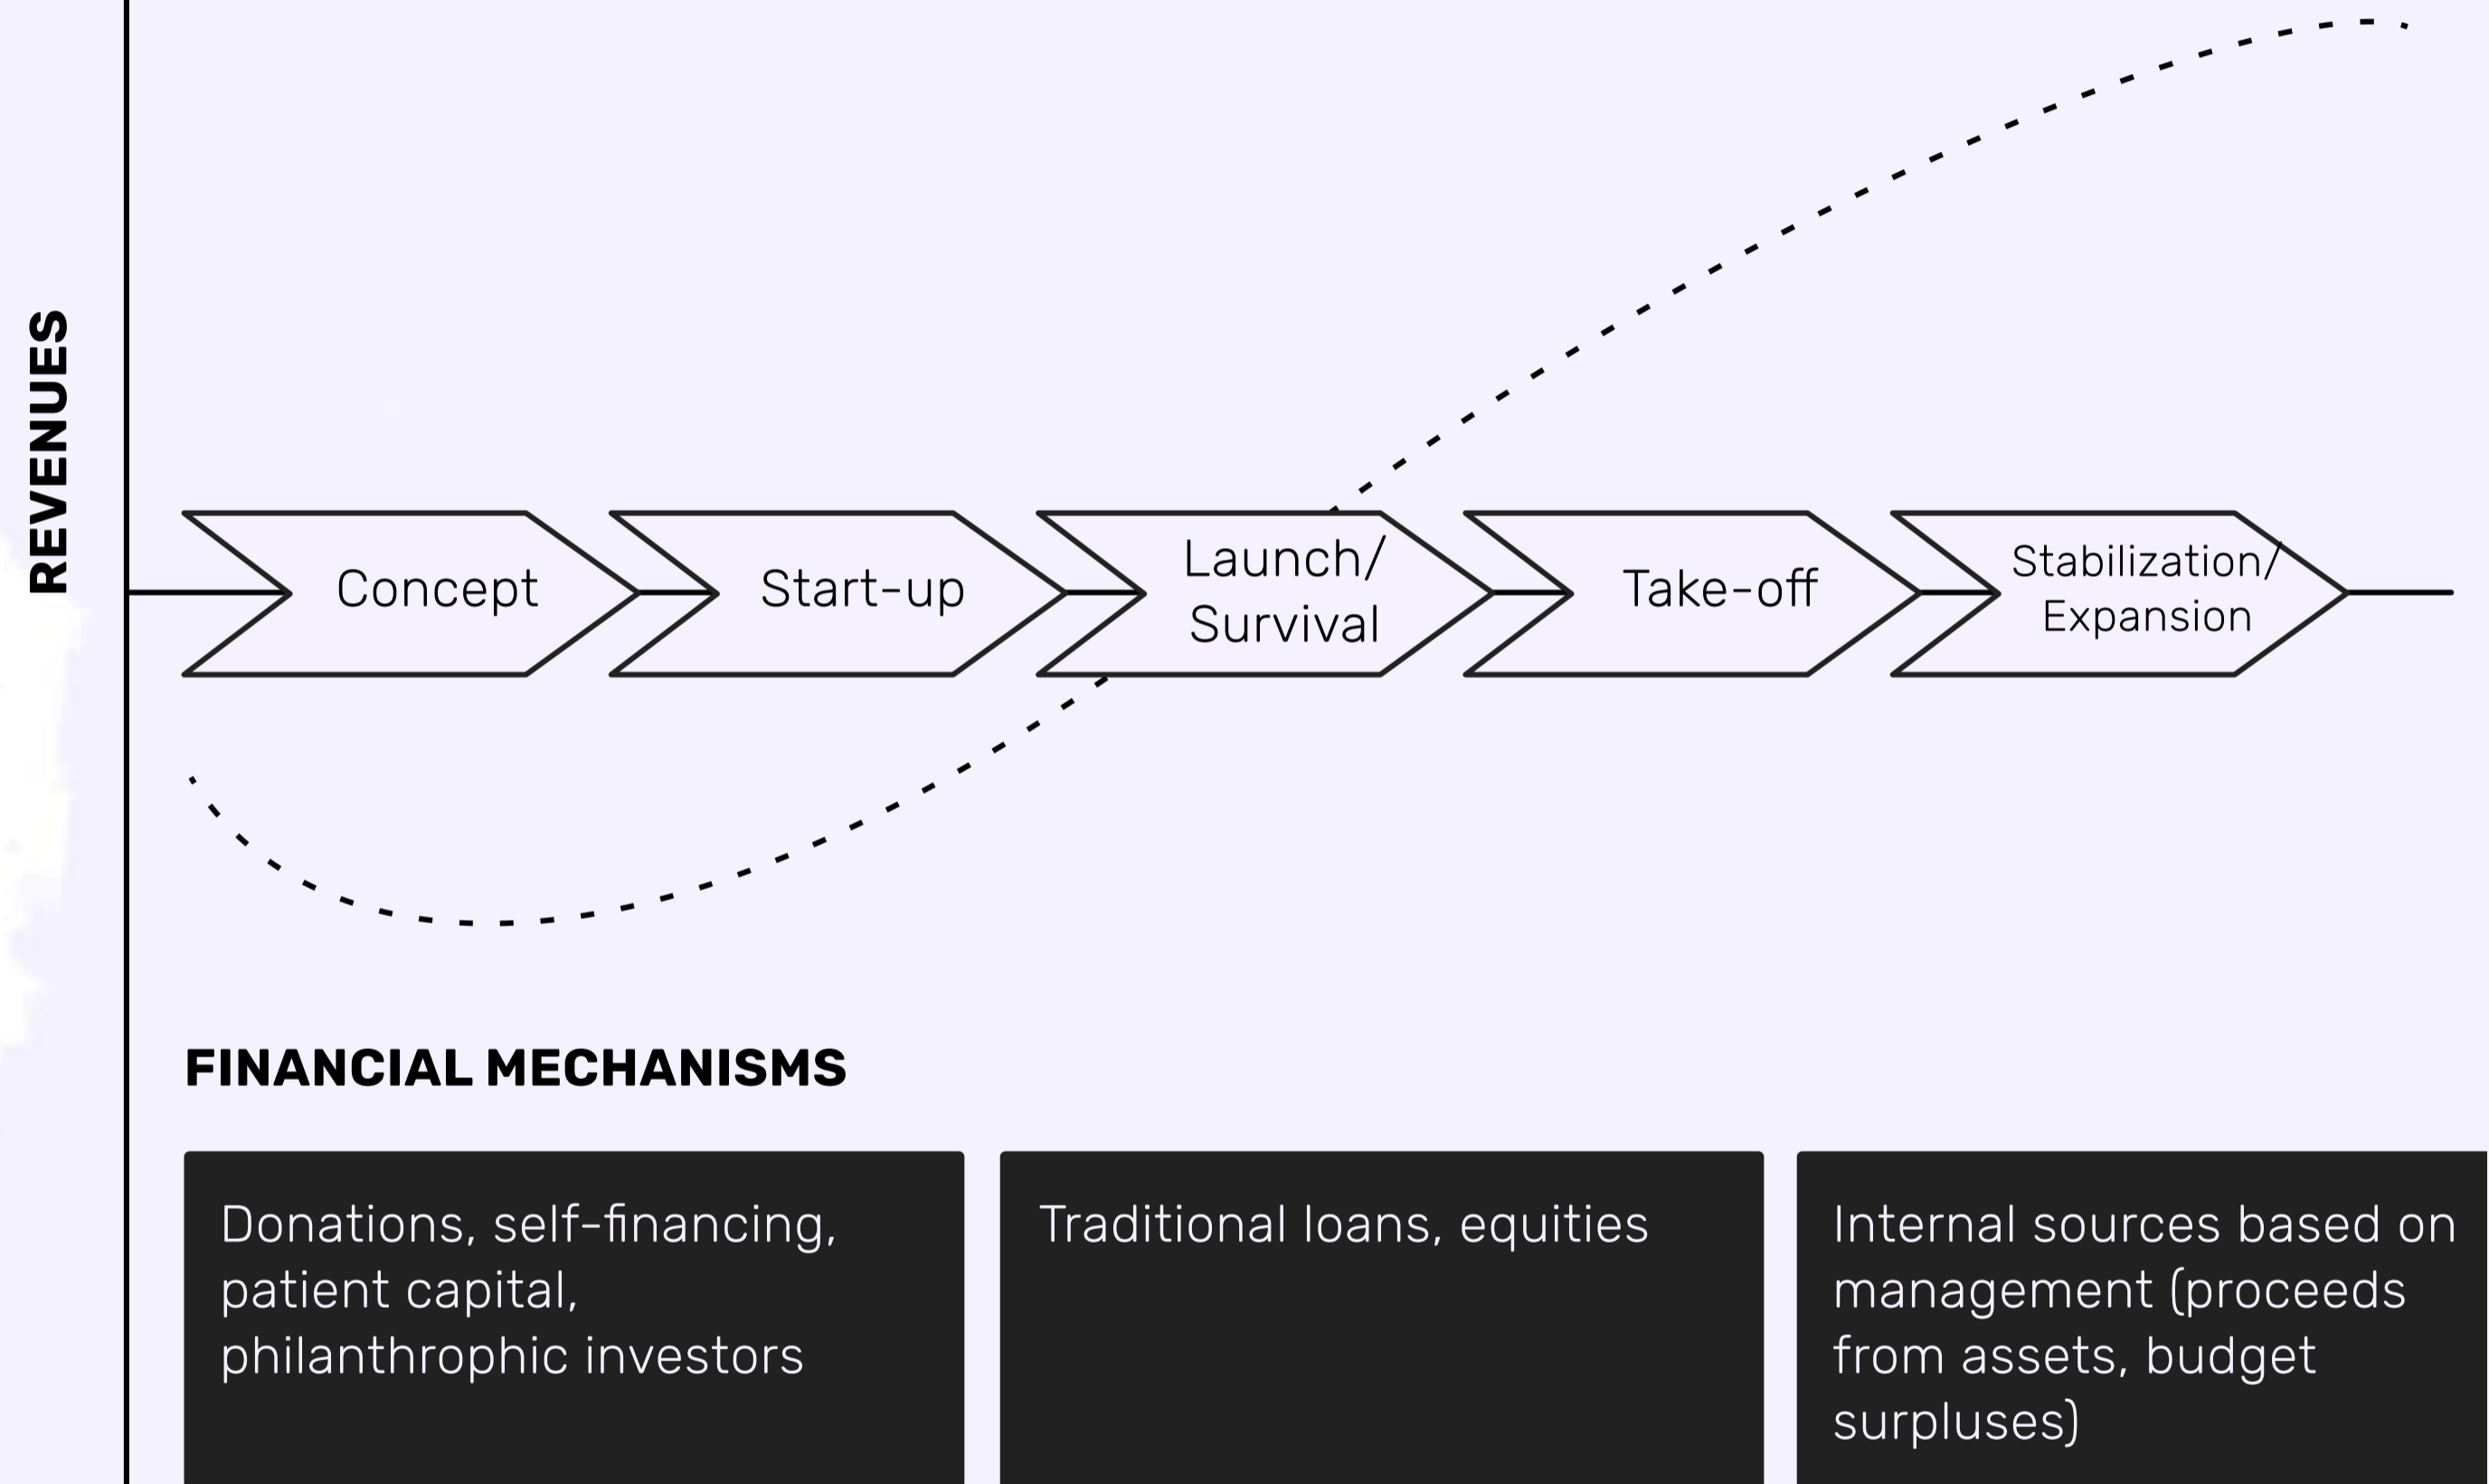 REVENUES
Concept
Start-up
Launch/
Survival
Take-off
Stabilization/
Expansion
FINANCIAL MECHANISMS
Donations, self-financing,
patient capital,
philanthrophic investors
Traditional loans, equities
Internal sources based on
management (proceeds
from assets, budget
surpluses)